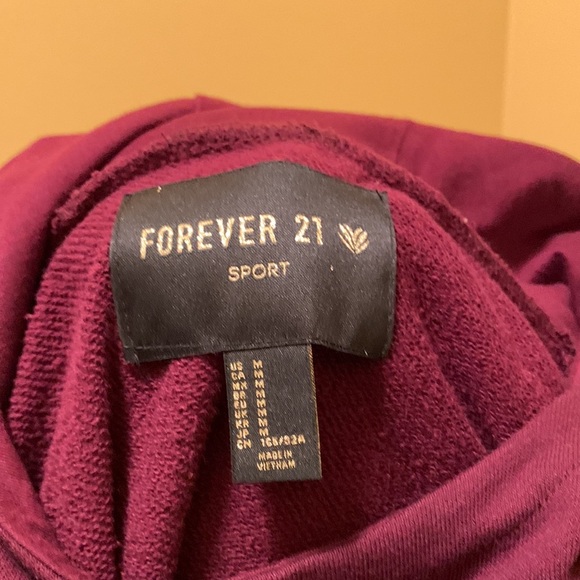 FOREVER 21
SPORT
US M
CA M
MX M
BR M
EU M
UK M
KR M
JP M
CN 165/92A
MADE IN
VIETNAM